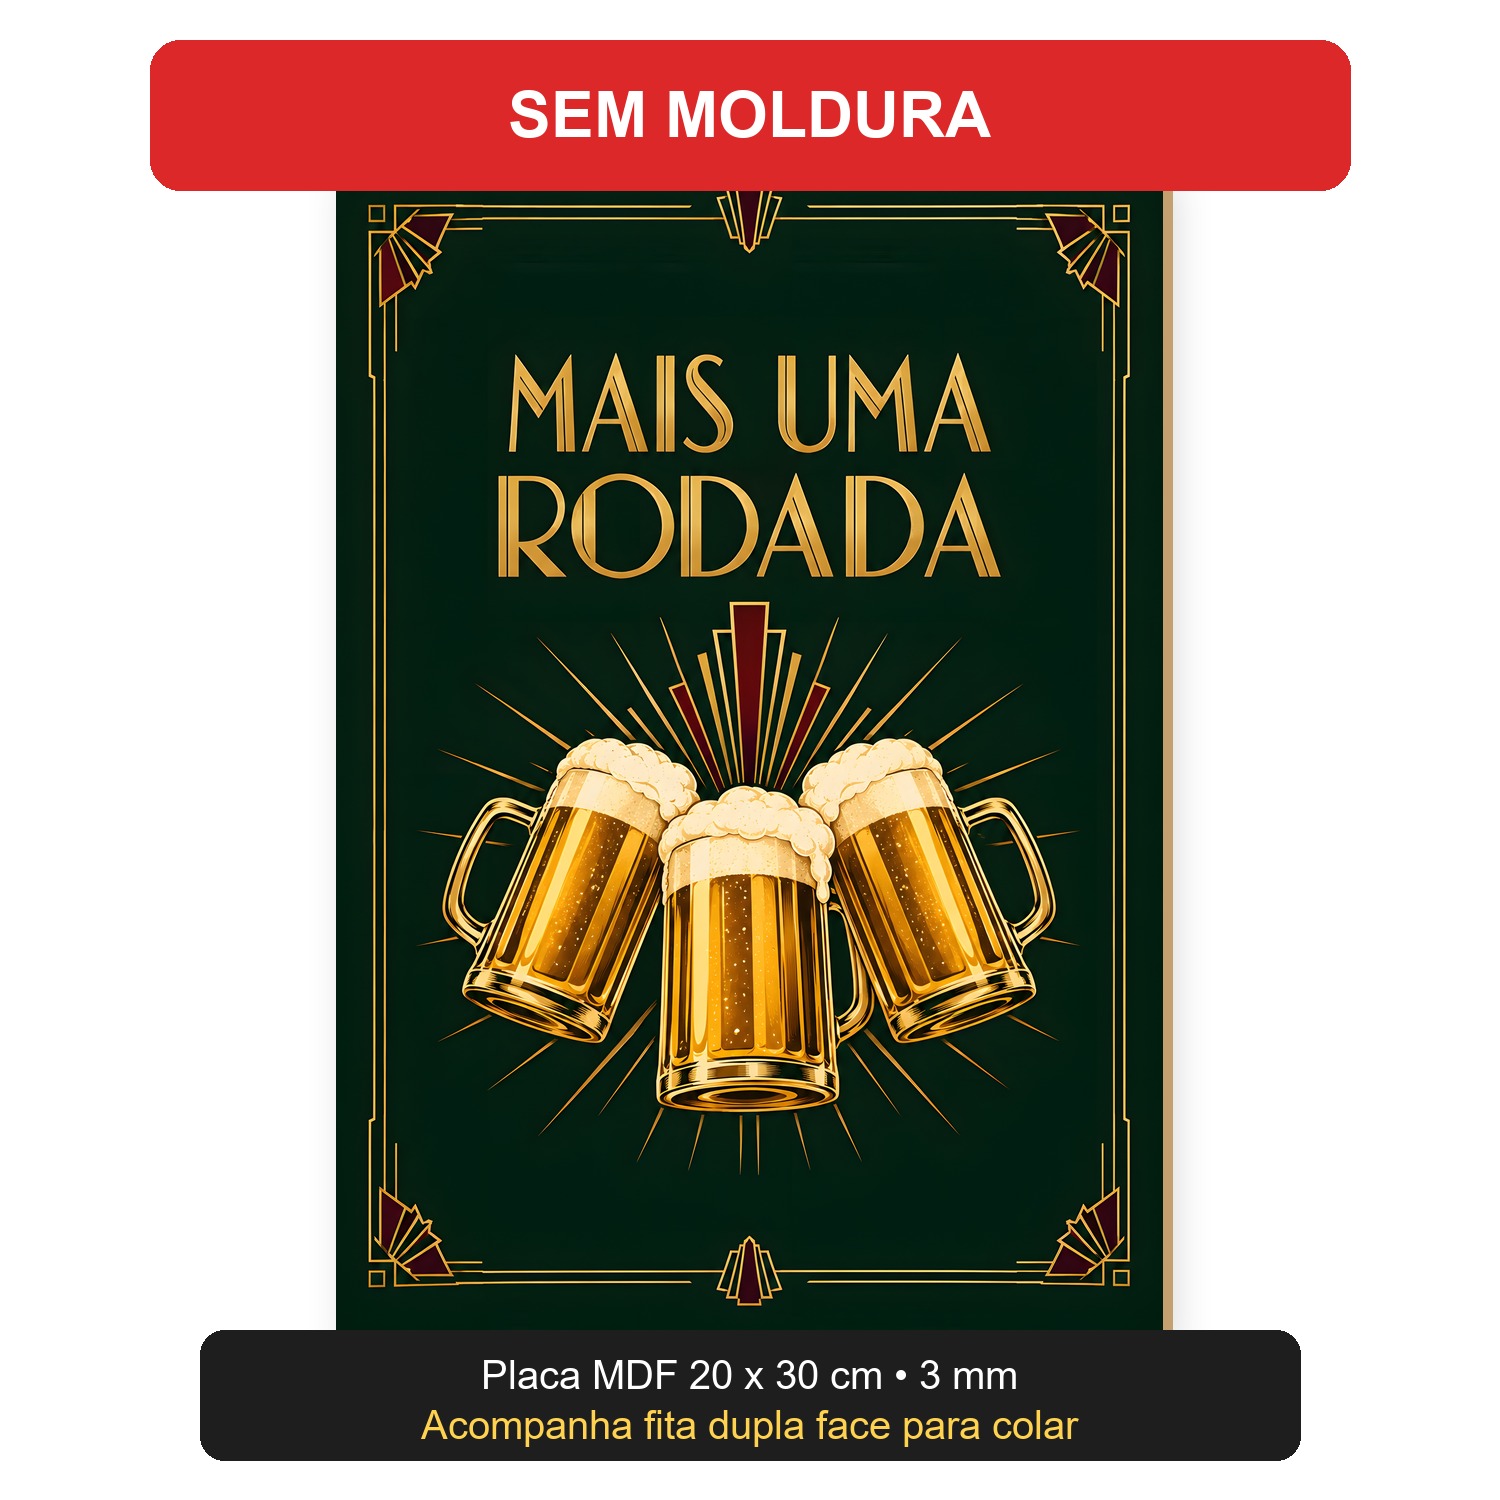 SEM MOLDURA
MAIS UMA
RODADA
Placa MDF 20 x 30 cm • 3 mm
Acompanha fita dupla face para colar